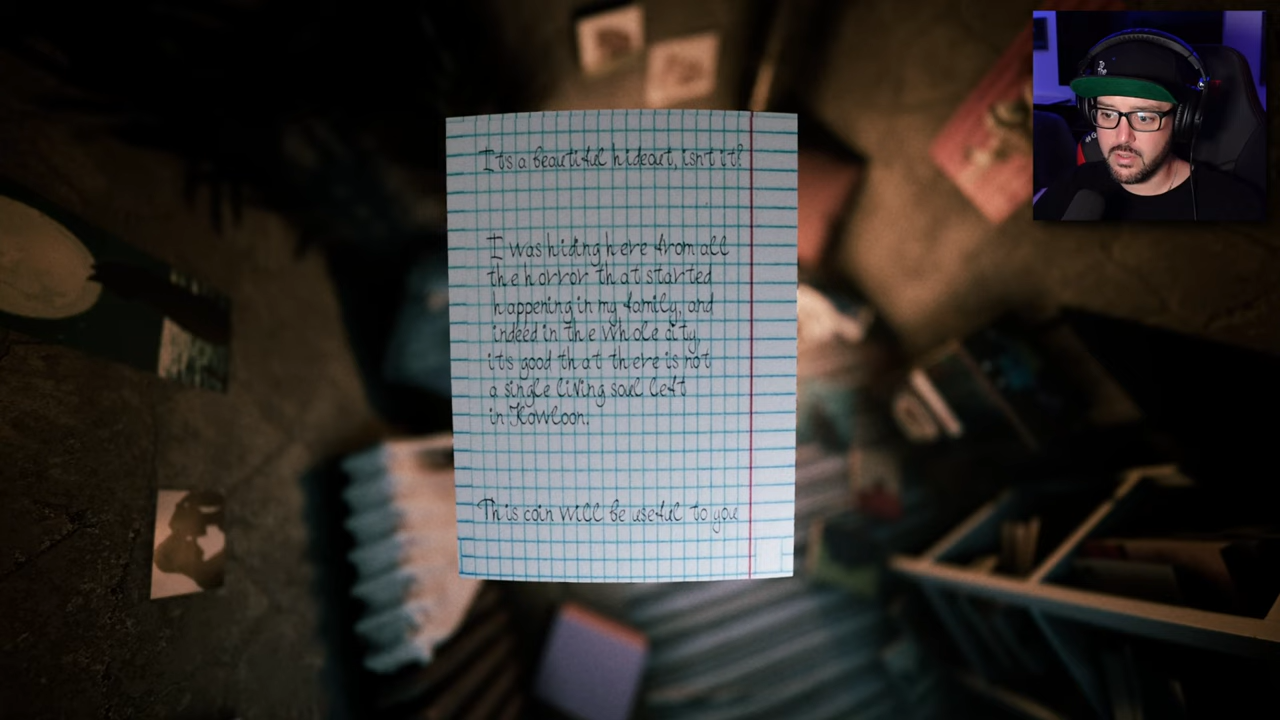 It's a beautiful hideout, isn't it?
I was hiding here from all
the horror that started
happening in my family, and
indeed in the whole city,
it's good that there is not
a single living soul left
in Kowloon.
This coin will be useful to you